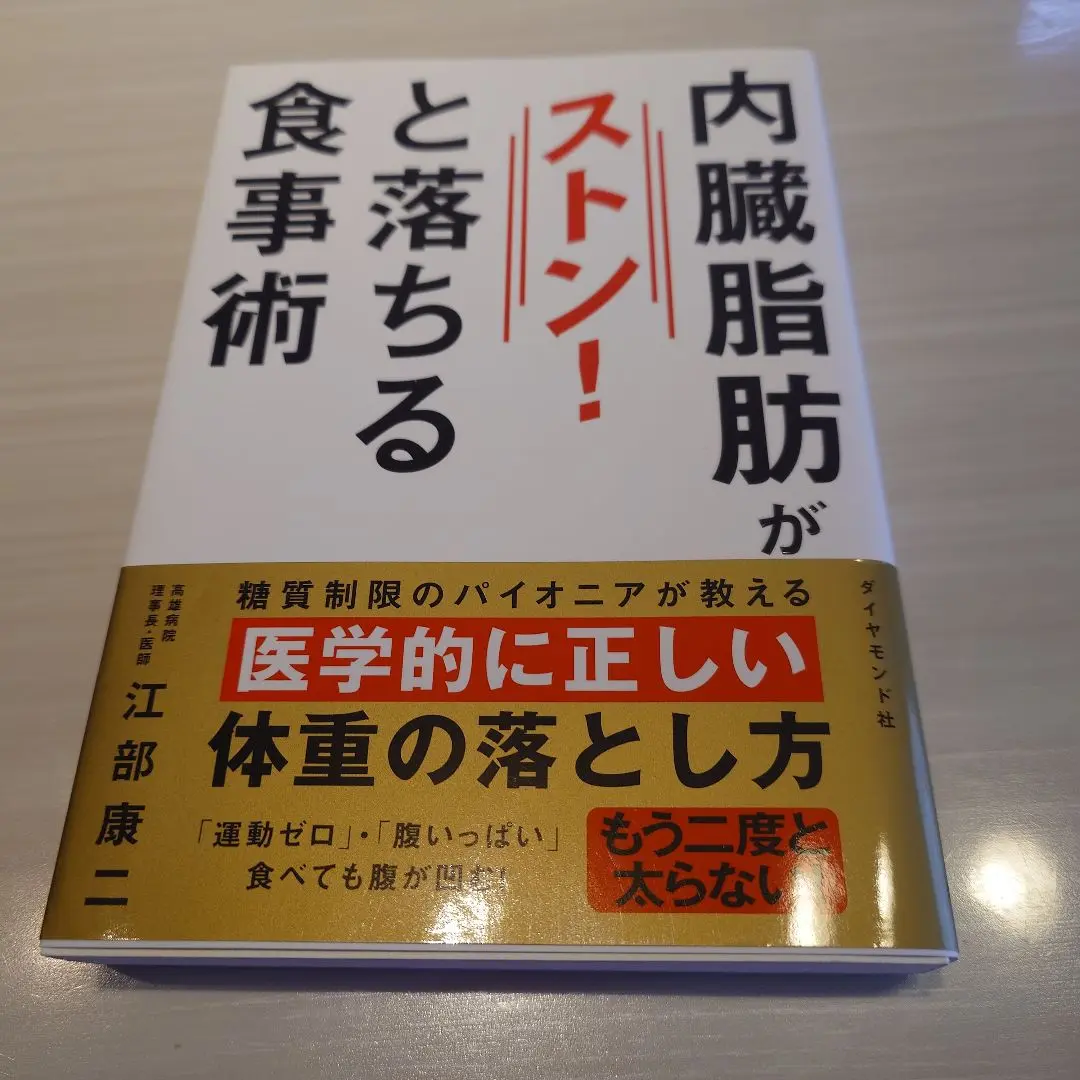 内臓脂肪が
ストン!
と落ちる
食事術
糖質制限のパイオニアが教える
医学的に正しい
体重の落とし方
「運動ゼロ」・「腹いっぱい」
食べても腹が凹む!
もう二度と
太らない!
ダイヤモンド社
高雄病院
理事長・医師
江部康二